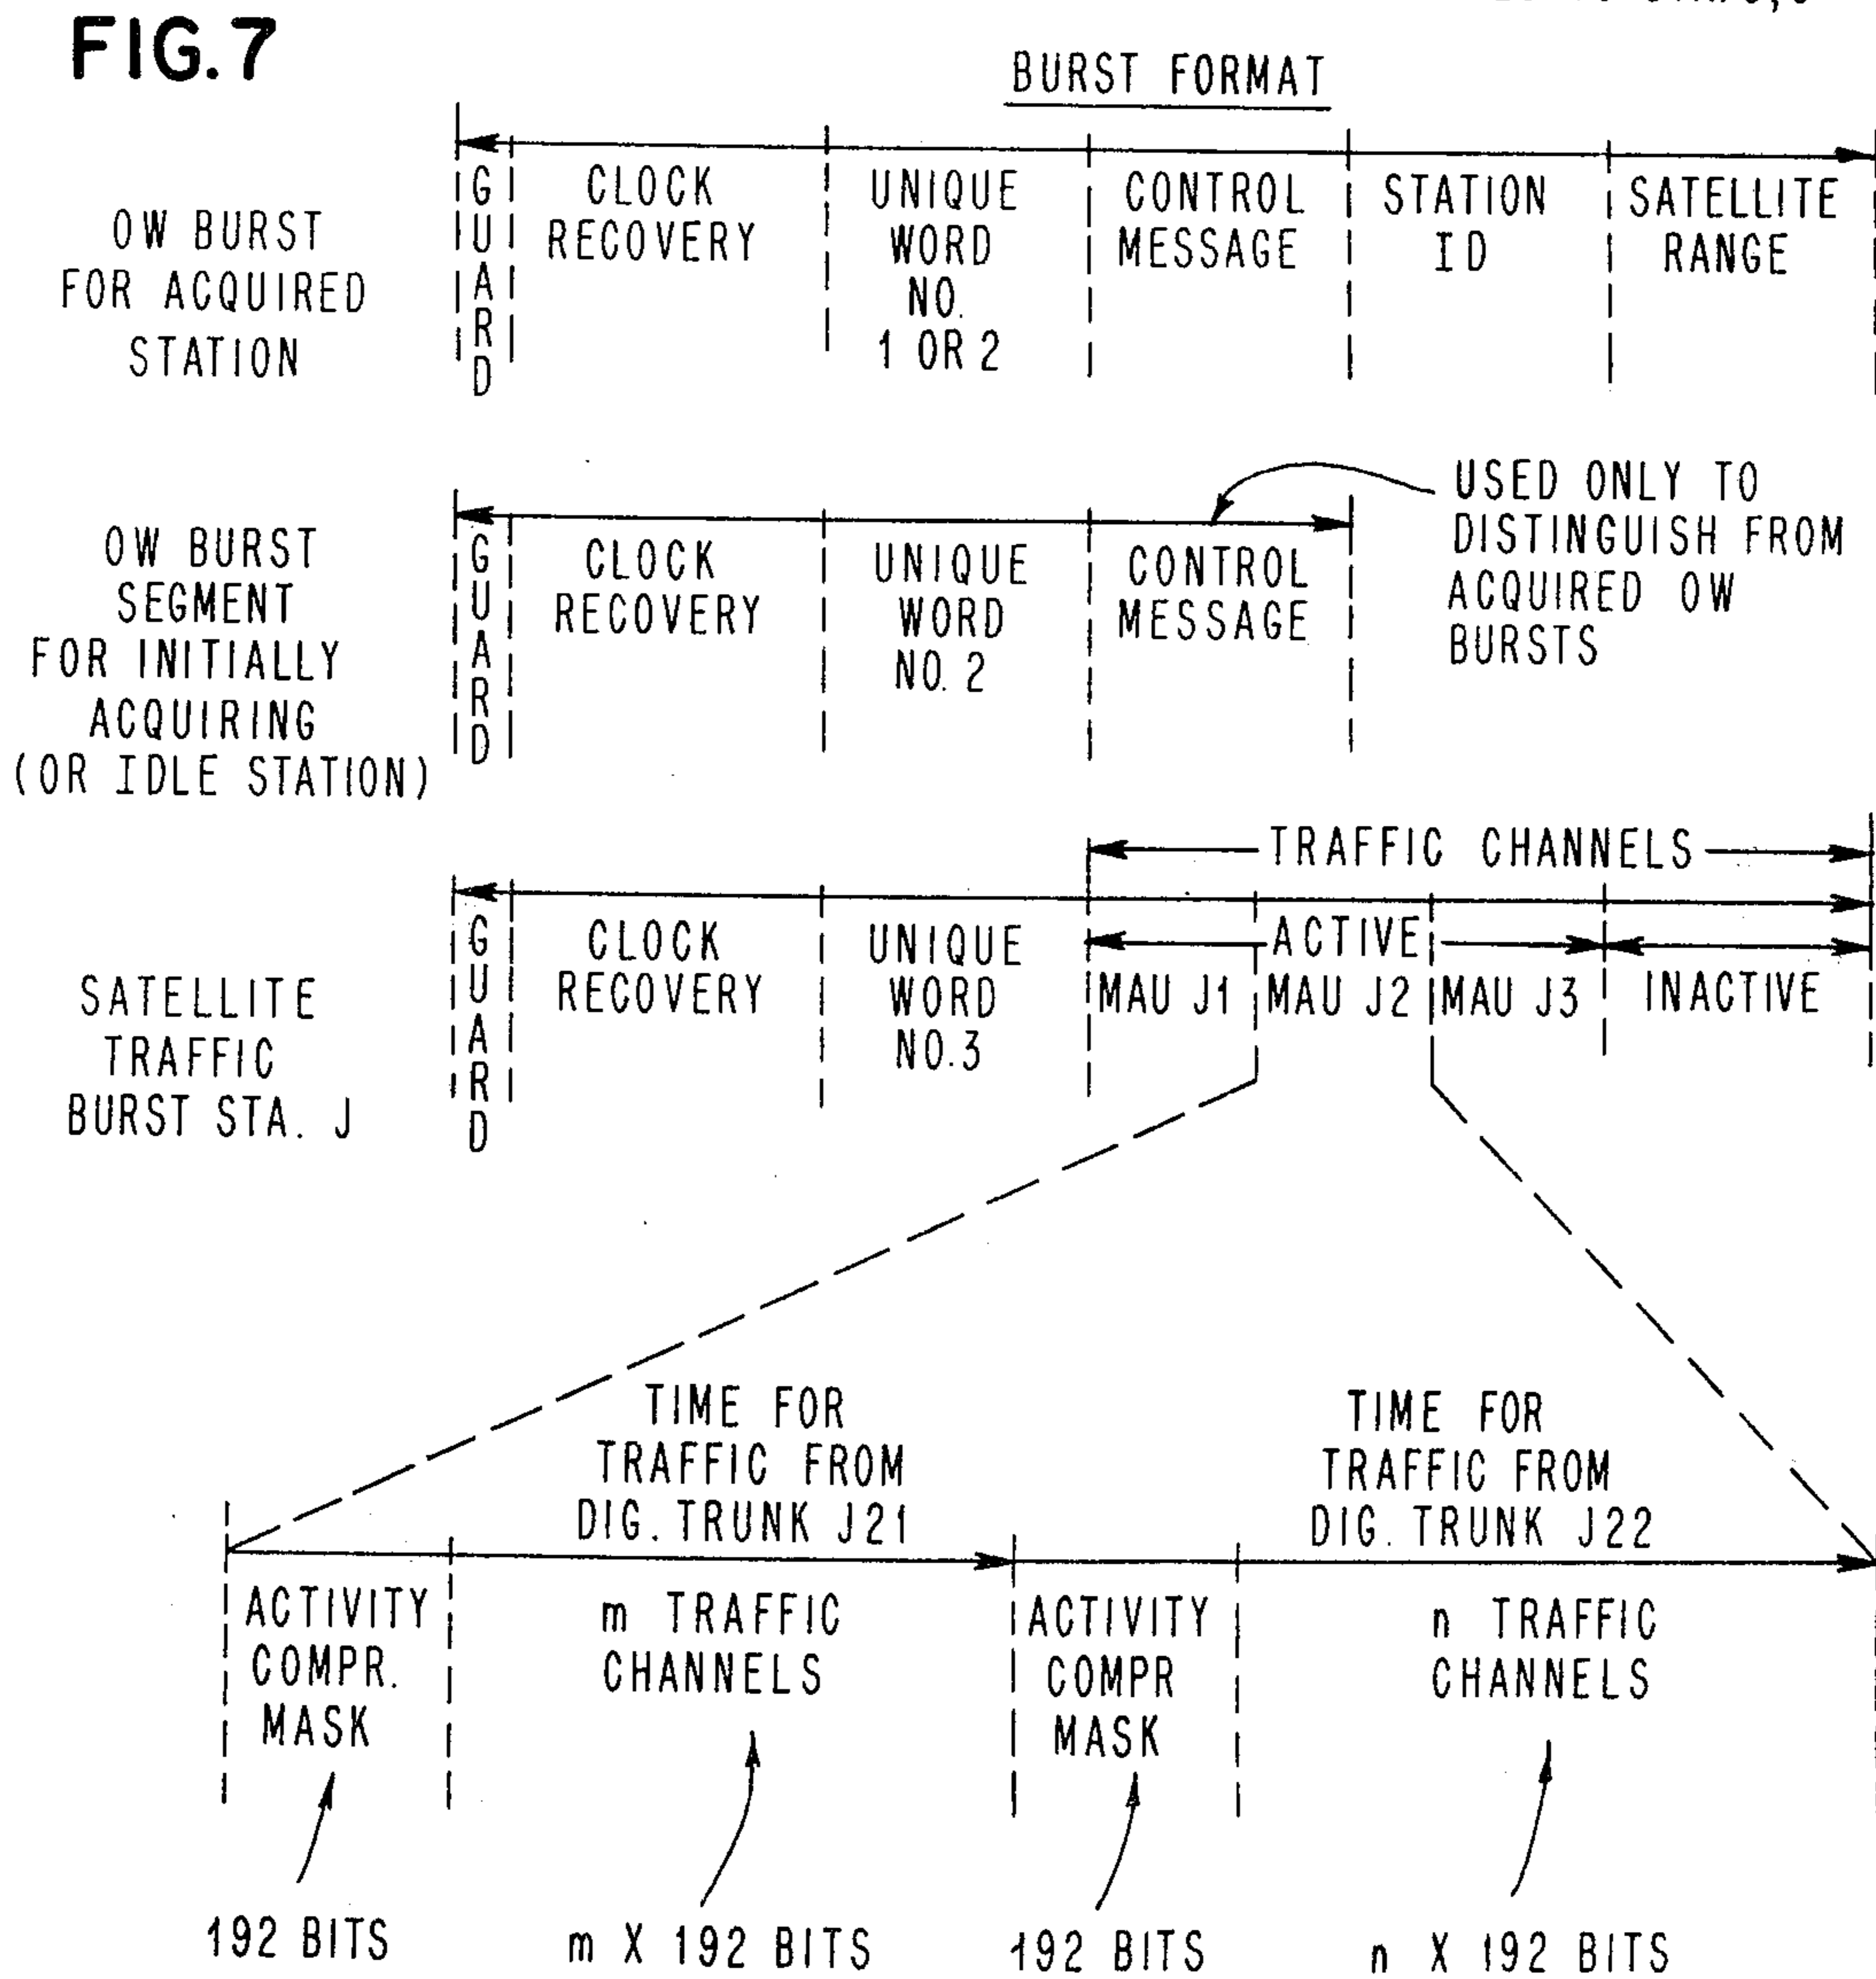 FIG.7
BURST FORMAT
OW BURST
FOR ACQUIRED
STATION
GUARD
CLOCK
RECOVERY
UNIQUE
WORD
NO.
1 OR 2
CONTROL
MESSAGE
STATION
ID
SATELLITE
RANGE
OW BURST
SEGMENT
FOR INITIALLY
ACQUIRING
(OR IDLE STATION)
GUARD
CLOCK
RECOVERY
UNIQUE
WORD
NO. 2
CONTROL
MESSAGE
USED ONLY TO
DISTINGUISH FROM
ACQUIRED OW
BURSTS
TRAFFIC CHANNELS
SATELLITE
TRAFFIC
BURST STA. J
GUARD
CLOCK
RECOVERY
UNIQUE
WORD
NO.3
ACTIVE
MAU J1
MAU J2
MAU J3
INACTIVE
TIME FOR
TRAFFIC FROM
DIG. TRUNK J21
TIME FOR
TRAFFIC FROM
DIG. TRUNK J22
ACTIVITY
COMPR.
MASK
m TRAFFIC
CHANNELS
ACTIVITY
COMPR
MASK
n TRAFFIC
CHANNELS
192 BITS
m X 192 BITS
192 BITS
n X 192 BITS